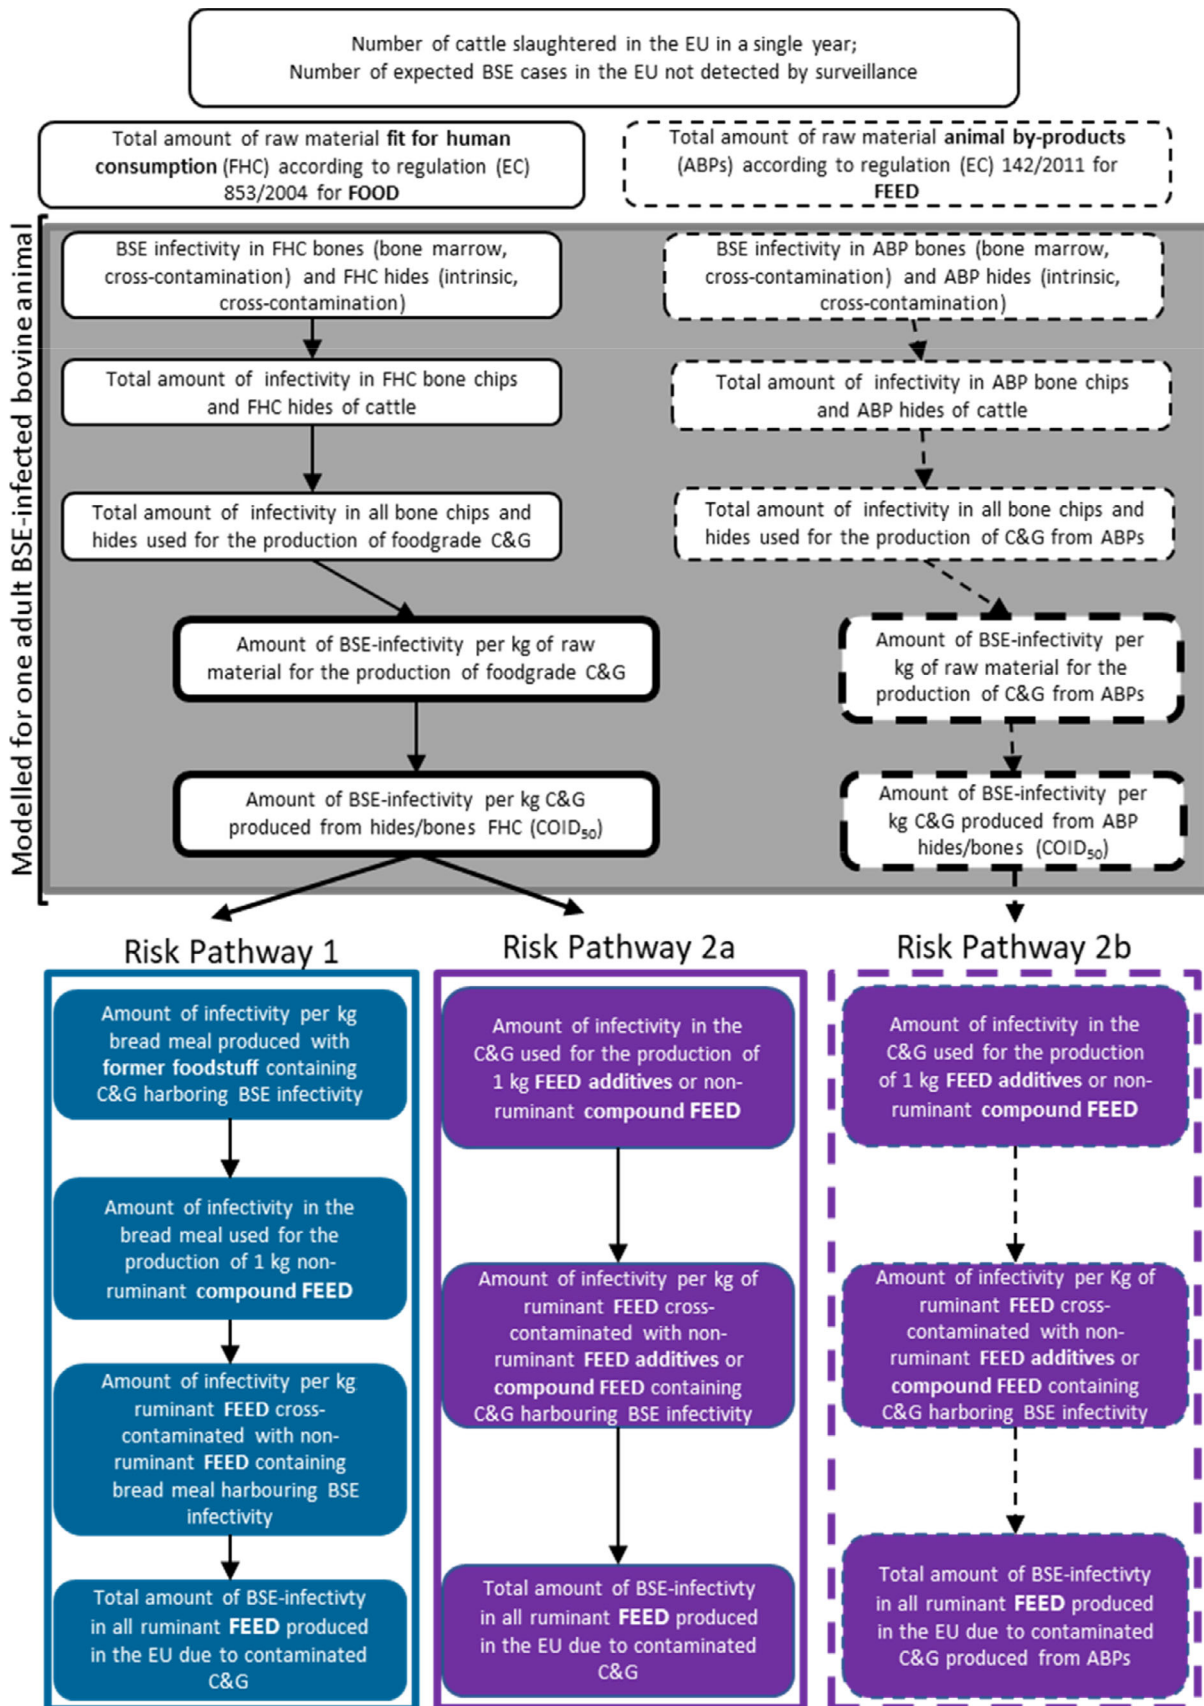 Number of cattle slaughtered in the EU in a single year;
Number of expected BSE cases in the EU not detected by surveillance
Total amount of raw material fit for human
consumption (FHC) according to regulation (EC)
853/2004 for FOOD
Total amount of raw material animal by-products
(ABPs) according to regulation (EC) 142/2011 for
FEED
Modelled for one adult BSE-infected bovine animal
BSE infectivity in FHC bones (bone marrow,
cross-contamination) and FHC hides (intrinsic,
cross-contamination)
BSE infectivity in ABP bones (bone marrow,
cross-contamination) and ABP hides (intrinsic,
cross-contamination)
Total amount of infectivity in FHC bone chips
and FHC hides of cattle
Total amount of infectivity in ABP bone chips
and ABP hides of cattle
Total amount of infectivity in all bone chips and
hides used for the production of foodgrade C&G
Total amount of infectivity in all bone chips and
hides used for the production of C&G from ABPs
Amount of BSE-infectivity per kg of raw
material for the production of foodgrade C&G
Amount of BSE-infectivity per
kg of raw material for the
production of C&G from ABPs
Amount of BSE-infectivity per kg C&G
produced from hides/bones FHC (COID50)
Amount of BSE-infectivity per
kg C&G produced from ABP
hides/bones (COID50)
Risk Pathway 1
Amount of infectivity per kg
bread meal produced with
former foodstuff containing
C&G harboring BSE infectivity
Amount of infectivity in the
bread meal used for the
production of 1 kg non-
ruminant compound FEED
Amount of infectivity per kg
ruminant FEED cross-
contaminated with non-
ruminant FEED containing
bread meal harbouring BSE
infectivity
Total amount of BSE-infectivty
in all ruminant FEED produced
in the EU due to contaminated
C&G
Risk Pathway 2a
Amount of infectivity in the
C&G used for the production of
1 kg FEED additives or non-
ruminant compound FEED
Amount of infectivity per kg of
ruminant FEED cross-
contaminated with non-
ruminant FEED additives or
compound FEED containing
C&G harbouring BSE infectivity
Total amount of BSE-infectivty
in all ruminant FEED produced
in the EU due to contaminated
C&G
Risk Pathway 2b
Amount of infectivity in the
C&G used for the production
of 1 kg FEED additives or non-
ruminant compound FEED
Amount of infectivity per Kg of
ruminant FEED cross-
contaminated with non-
ruminant FEED additives or
compound FEED containing
C&G harboring BSE infectivity
Total amount of BSE-infectivty
in all ruminant FEED produced
in the EU due to contaminated
C&G produced from ABPs